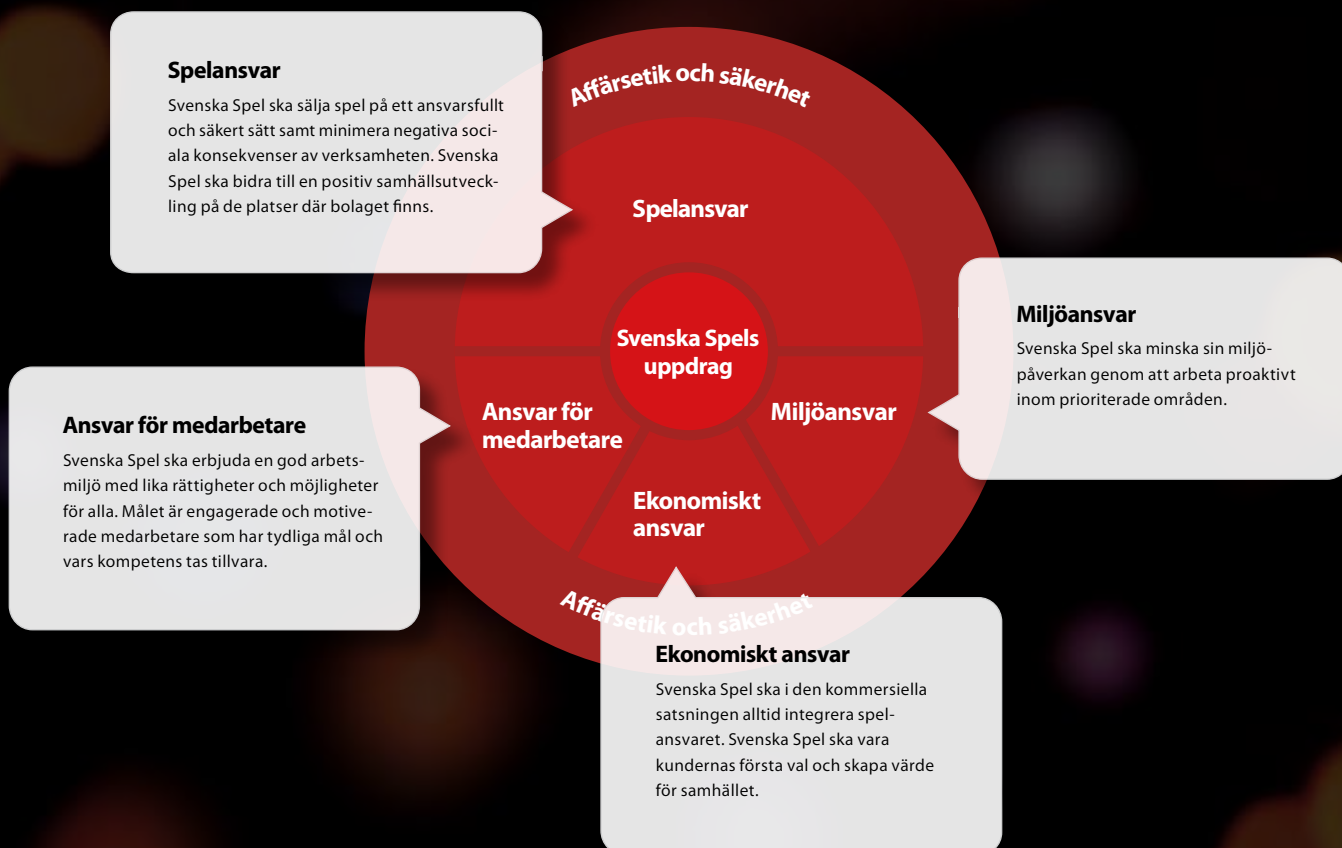 Affärsetik och säkerhet
Spelansvar
Svenska Spel ska sälja spel på ett ansvarsfullt
och säkert sätt samt minimera negativa soci-
ala konsekvenser av verksamheten. Svenska
Spel ska bidra till en positiv samhällsutveck-
ling på de platser där bolaget finns.
Spelansvar
Miljöansvar
Svenska Spel ska minska sin miljö-
påverkan genom att arbeta proaktivt
inom prioriterade områden.
Svenska Spels
uppdrag
Ansvar för medarbetare
Svenska Spel ska erbjuda en god arbets-
miljö med lika rättigheter och möjligheter
för alla. Målet är engagerade och motive-
rade medarbetare som har tydliga mål och
vars kompetens tas tillvara.
Ansvar för
medarbetare
Miljöansvar
Ekonomiskt
ansvar
Affärsetik och säkerhet
Ekonomiskt ansvar
Svenska Spel ska i den kommersiella
satsningen alltid integrera spel-
ansvaret. Svenska Spel ska vara
kundernas första val och skapa värde
för samhället.